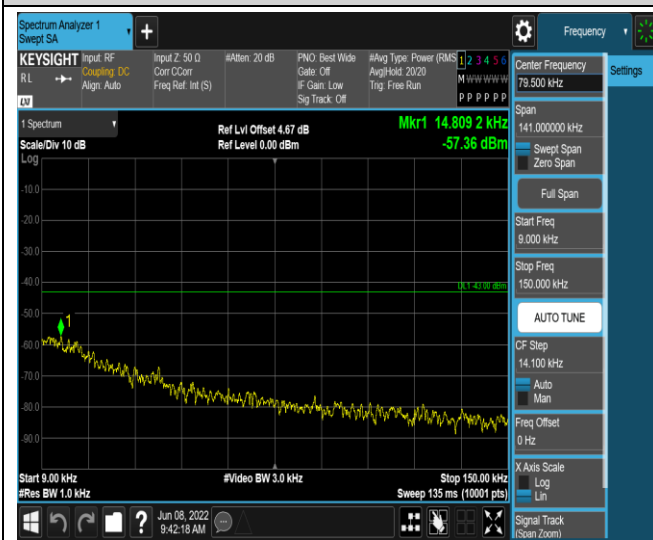 Spectrum Analyzer 1
Swept SA
+
Frequency
KEYSIGHT
RL
LXI
Input: RF
Coupling: DC
Align: Auto
Input Z: 50 Ω
Corr CCorr
Freq Ref: Int (S)
#Atten: 20 dB
PNO: Best Wide
Gate: Off
IF Gain: Low
Sig Track: Off
#Avg Type: Power (RMS
Avg|Hold: 20/20
Trig: Free Run
1 2 3 4 5 6
M W W W W W
P P P P P P
Settings
1 Spectrum
Scale/Div 10 dB
Log
Ref Lvl Offset 4.67 dB
Ref Level 0.00 dBm
Mkr1 14.809 2 kHz
-57.36 dBm
-10.0
-20.0
-30.0
-40.0
-50.0
-60.0
-70.0
-80.0
-90.0
DL1 -43.00 dBm
1
Start 9.00 kHz
#Res BW 1.0 kHz
#Video BW 3.0 kHz
Stop 150.00 kHz
Sweep 135 ms (10001 pts)
Center Frequency
79.500 kHz
Span
141.000000 kHz
Swept Span
Zero Span
Full Span
Start Freq
9.000 kHz
Stop Freq
150.000 kHz
AUTO TUNE
CF Step
14.100 kHz
Auto
Man
Freq Offset
0 Hz
X Axis Scale
Log
Lin
Signal Track
(Span Zoom)
?
Jun 08, 2022
9:42:18 AM